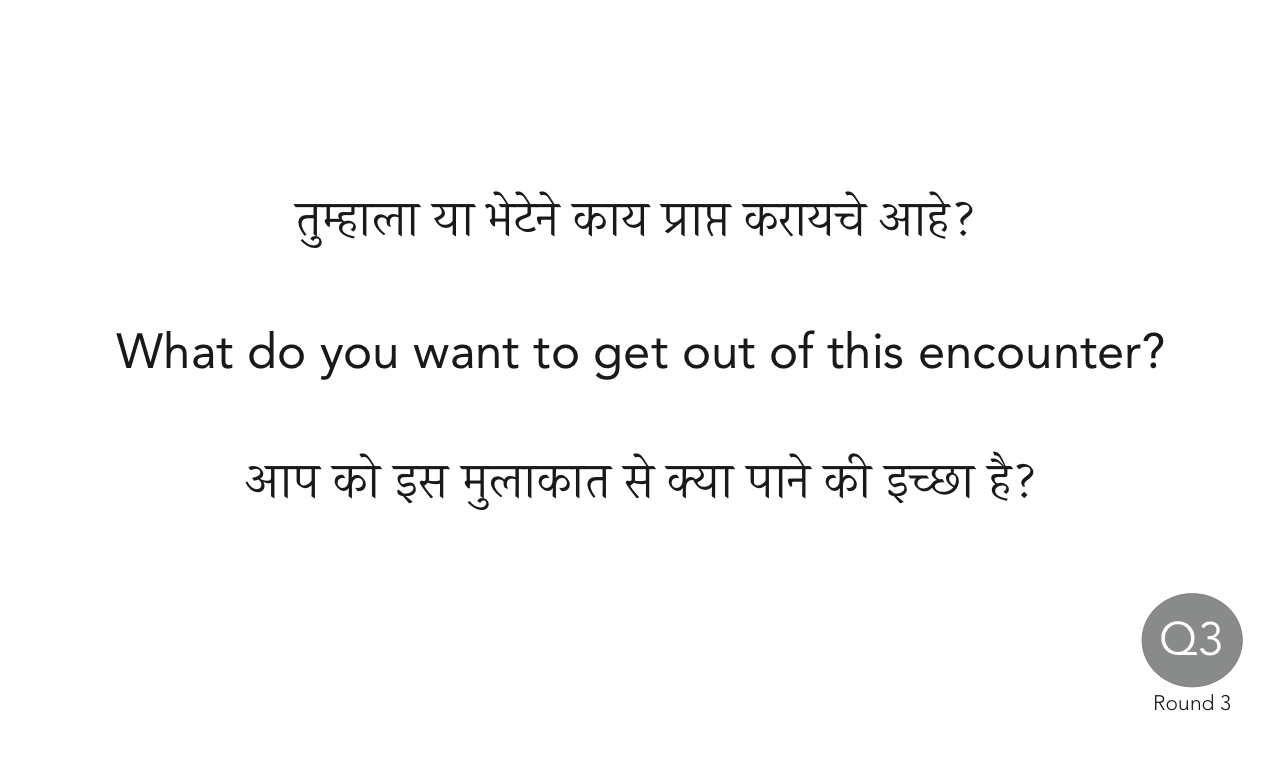 तुम्हाला या भेटेने काय प्राप्त करायचे आहे?
What do you want to get out of this encounter?
आप को इस मुलाकात से क्या पाने की इच्छा है?
Q3
Round 3